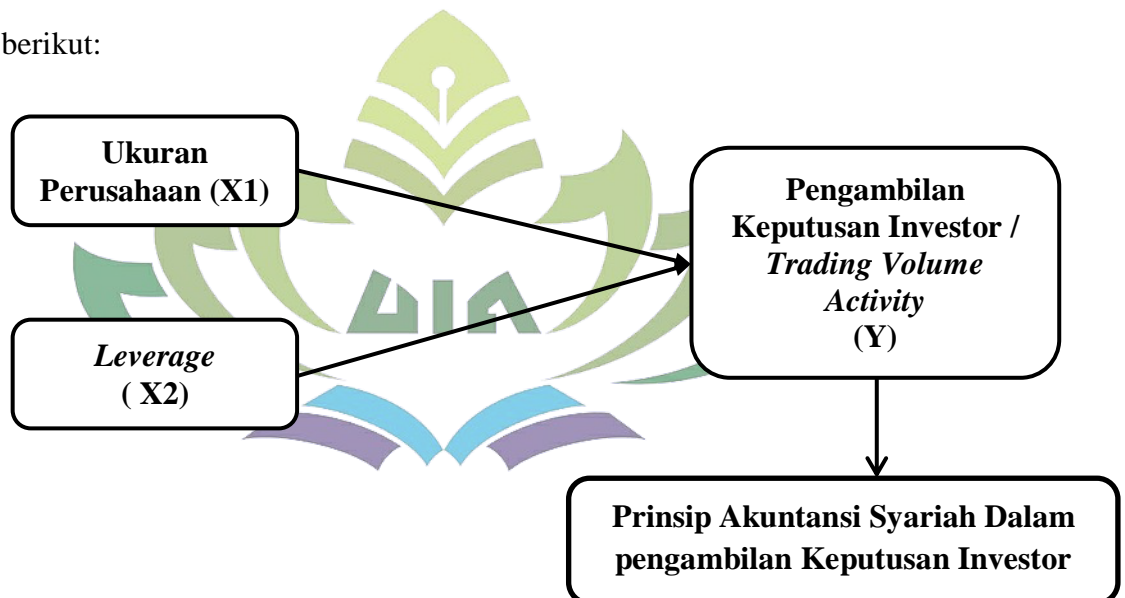 berikut:
Ukuran
Perusahaan (X1)
Leverage
( X2)
Pengambilan
Keputusan Investor /
Trading Volume
Activity
(Y)
UIN
Prinsip Akuntansi Syariah Dalam
pengambilan Keputusan Investor